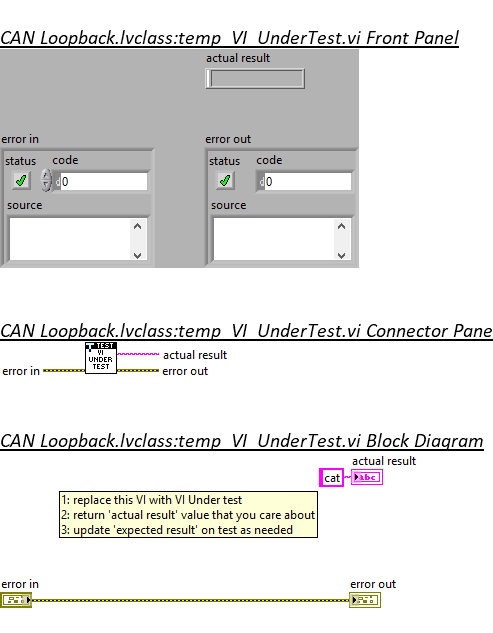 CAN Loopback.lvclass:temp_VI_UnderTest.vi Front Panel
actual result
error in
error out
status code
status code
d 0
d 0
source
source
CAN Loopback.lvclass:temp_VI_UnderTest.vi Connector Pane
TEST
VI
UNDER
TEST
actual result
error in
error out
CAN Loopback.lvclass:temp_VI_UnderTest.vi Block Diagram
actual result
cat
abc
1: replace this VI with VI Under test
2: return 'actual result' value that you care about
3: update 'expected result' on test as needed
error in
error out